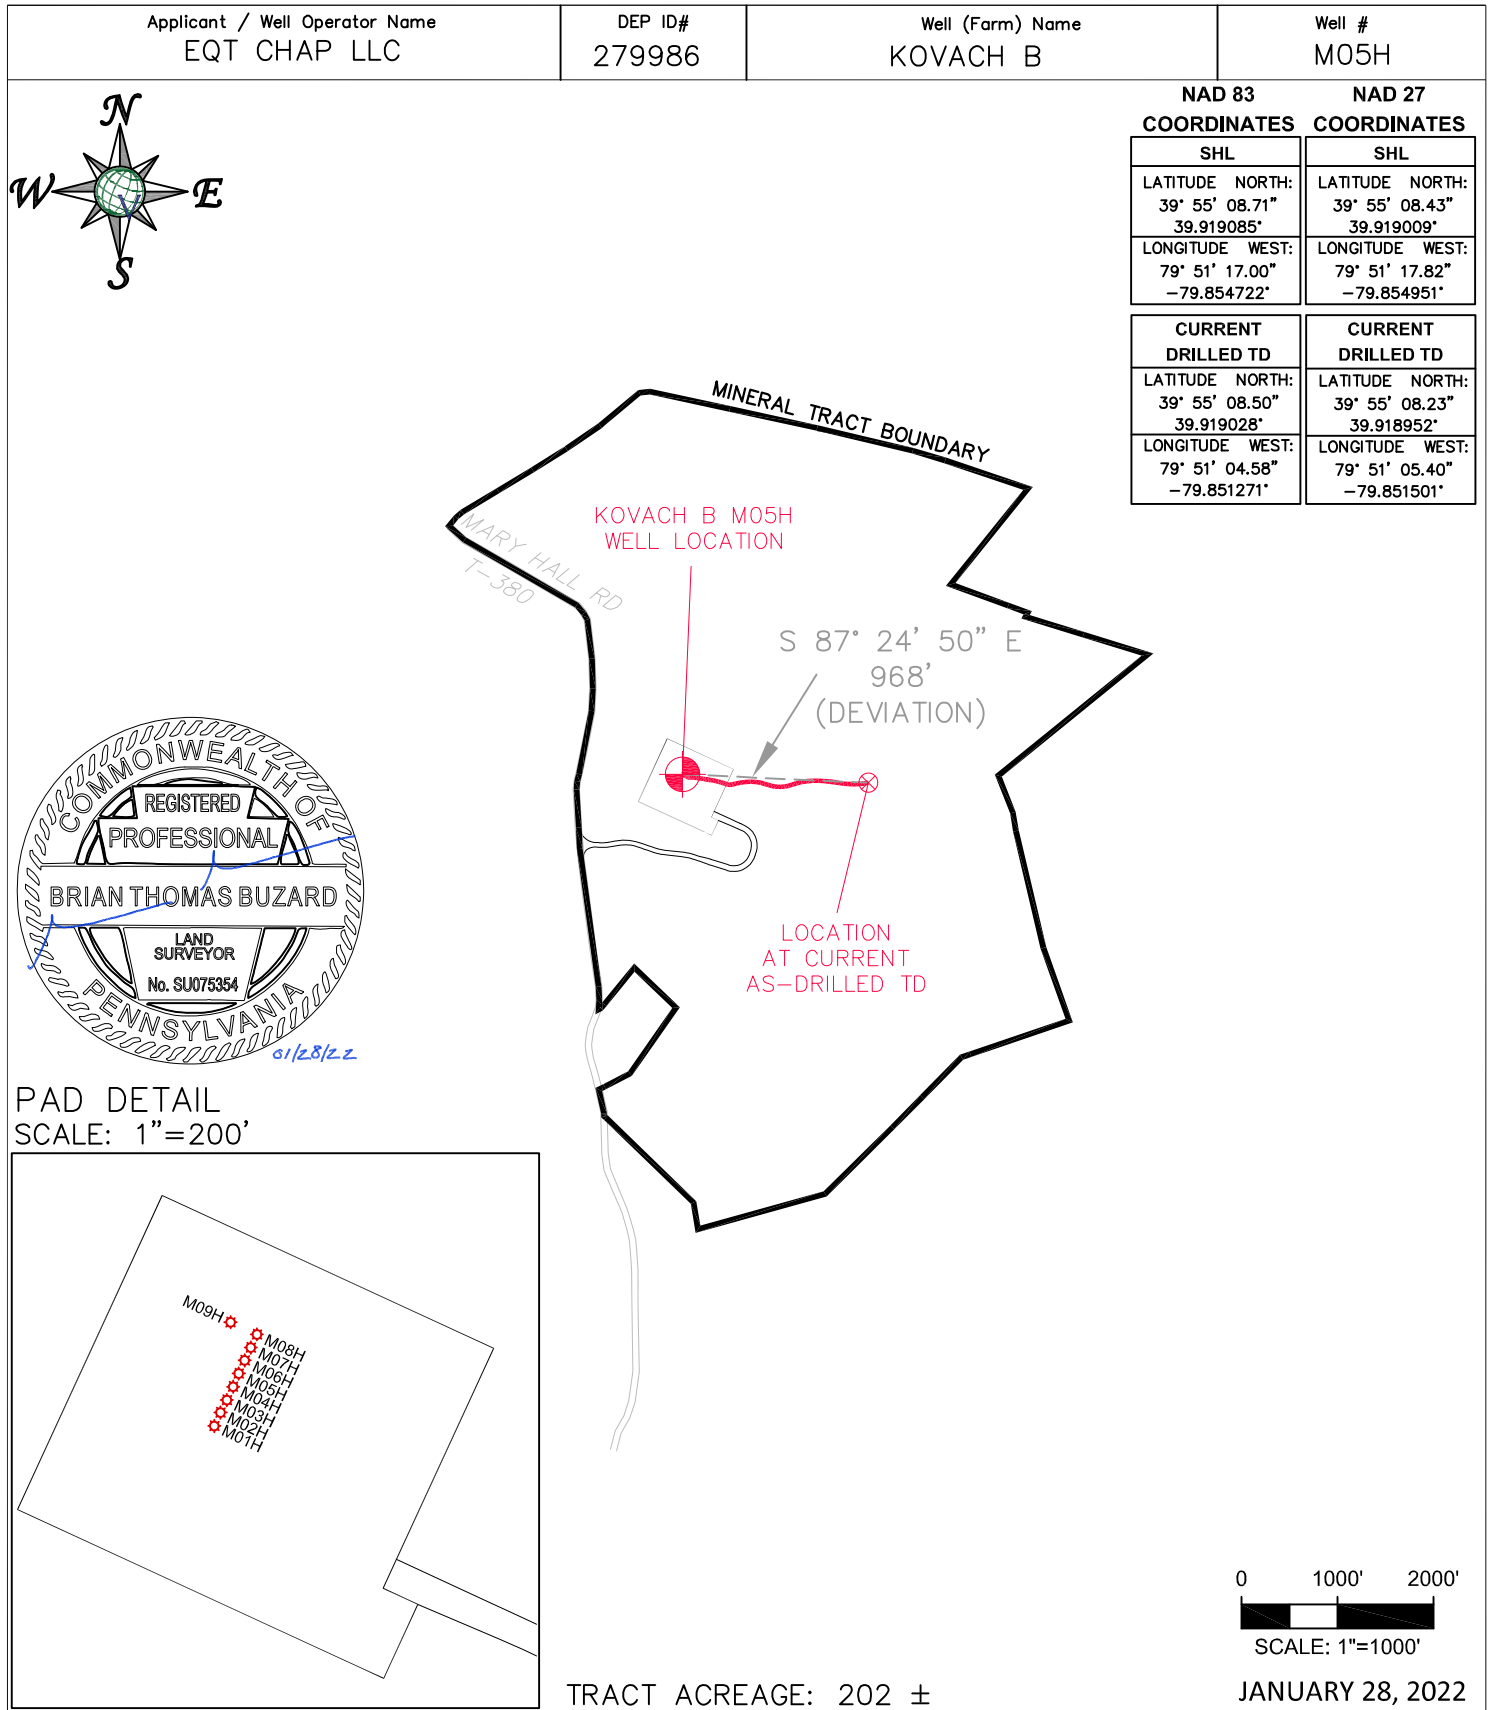 Applicant / Well Operator Name
EQT CHAP LLC
DEP ID#
279986
Well (Farm) Name
KOVACH B
Well #
M05H
N
W
E
S
NAD 83
COORDINATES
SHL
LATITUDE NORTH:
39° 55' 08.71"
39.919085°
LONGITUDE WEST:
79° 51' 17.00"
-79.854722°
CURRENT
DRILLED TD
LATITUDE NORTH:
39° 55' 08.50"
39.919028°
LONGITUDE WEST:
79° 51' 04.58"
-79.851271°
NAD 27
COORDINATES
SHL
LATITUDE NORTH:
39° 55' 08.43"
39.919009°
LONGITUDE WEST:
79° 51' 17.82"
-79.854951°
CURRENT
DRILLED TD
LATITUDE NORTH:
39° 55' 08.23"
39.918952°
LONGITUDE WEST:
79° 51' 05.40"
-79.851501°
MINERAL TRACT BOUNDARY
KOVACH B M05H
WELL LOCATION
MARY HALL RD
T-380
S 87° 24' 50" E
968'
(DEVIATION)
LOCATION
AT CURRENT
AS-DRILLED TD
COMMONWEALTH OF
REGISTERED
PROFESSIONAL
BRIAN THOMAS BUZARD
LAND
SURVEYOR
No. SU075354
PENNSYLVANIA
01/28/22
PAD DETAIL
SCALE: 1"=200'
M09H
M08H
M07H
M06H
M05H
M04H
M03H
M02H
M01H
0 1000' 2000'
SCALE: 1"=1000'
TRACT ACREAGE: 202 ±
JANUARY 28, 2022